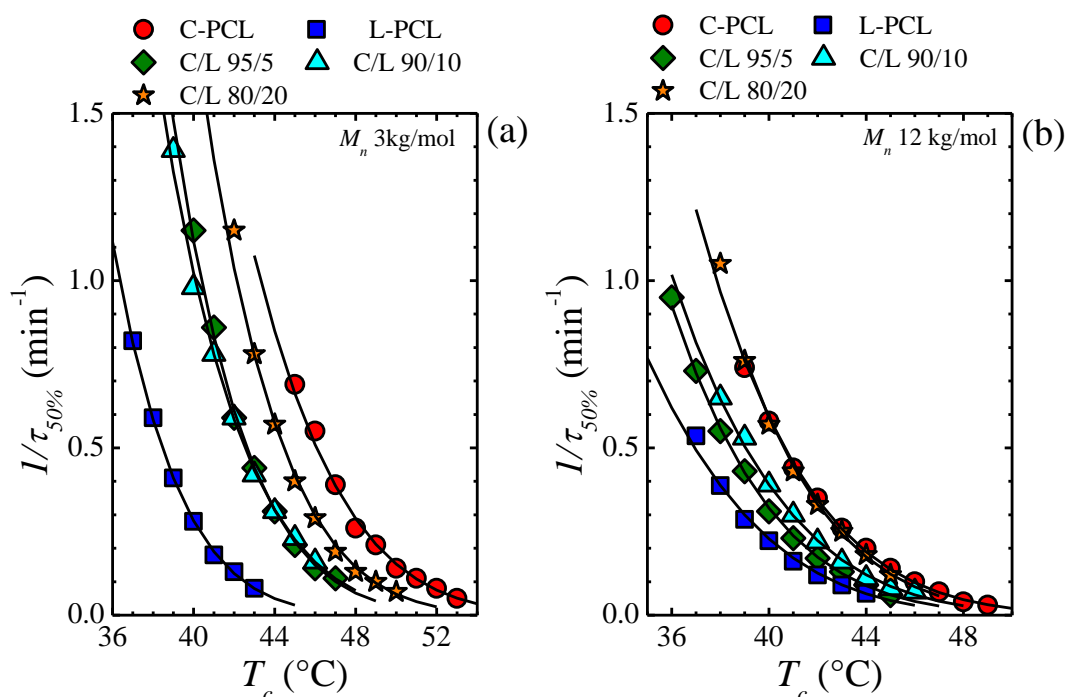 C-PCL L-PCL
C/L 95/5 C/L 90/10
C/L 80/20
(a)
M_n 3kg/mol
1/τ_50% (min^-1)
1.5
1.0
0.5
0.0
36 40 44 48 52
T_c (°C)
C-PCL L-PCL
C/L 95/5 C/L 90/10
C/L 80/20
(b)
M_n 12 kg/mol
1/τ_50% (min^-1)
1.5
1.0
0.5
0.0
36 40 44 48
T_c (°C)